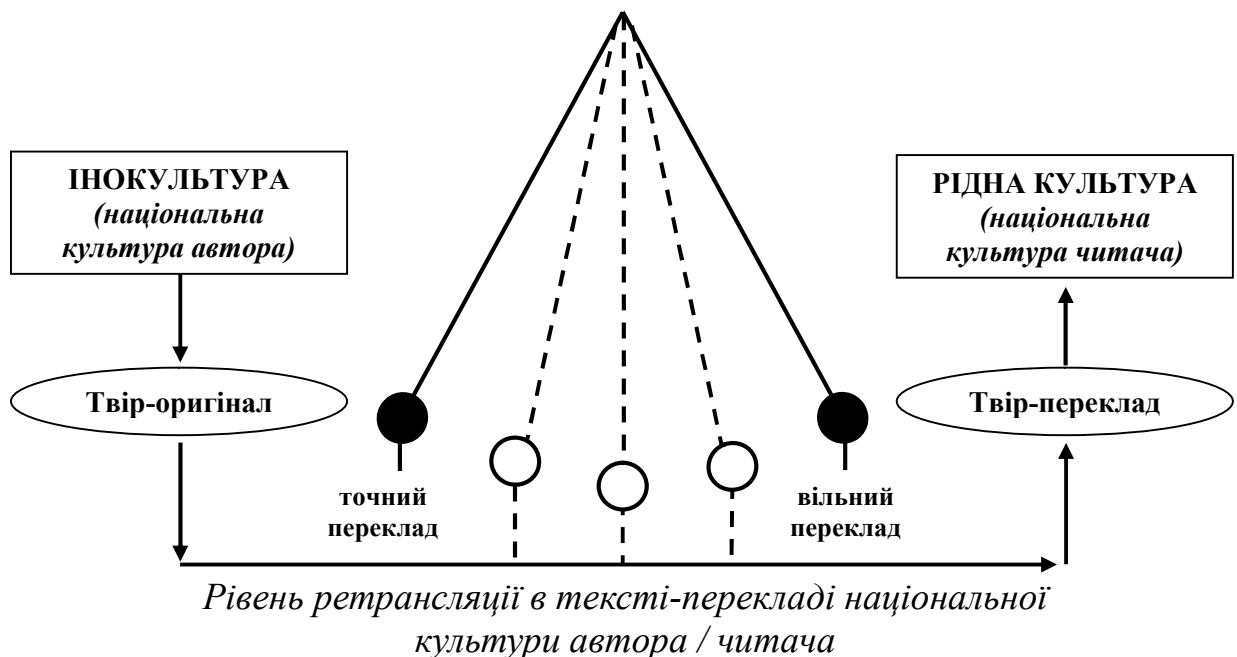 ІНОКУЛЬТУРА
(національна
культура автора)
РІДНА КУЛЬТУРА
(національна
культура читача)
Твір-оригінал
Твір-переклад
точний
переклад
вільний
переклад
Рівень ретрансляції в тексті-перекладі національної
культури автора / читача